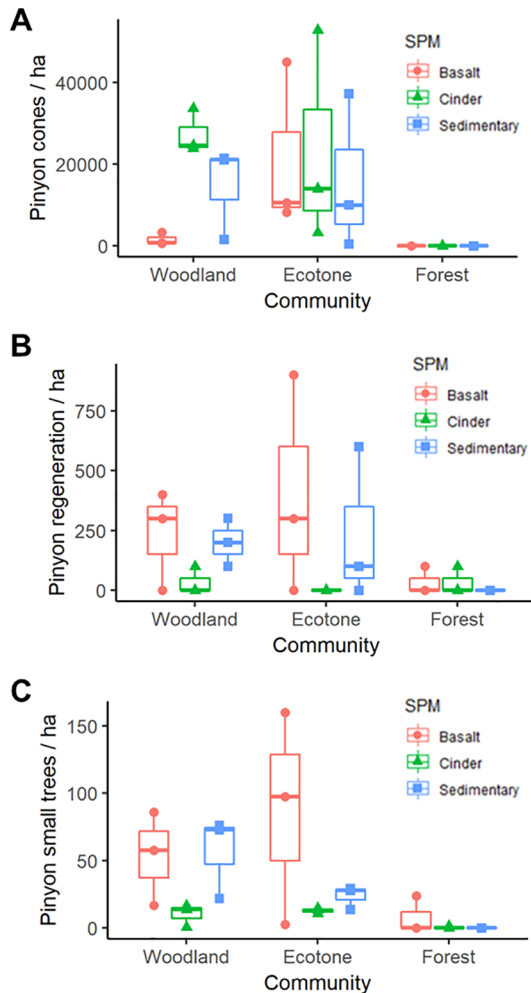 A
Pinyon cones / ha
40000
20000
0
SPM
Basalt
Cinder
Sedimentary
Woodland Ecotone Forest
Community
B
Pinyon regeneration / ha
750
500
250
0
SPM
Basalt
Cinder
Sedimentary
Woodland Ecotone Forest
Community
C
Pinyon small trees / ha
150
100
50
0
SPM
Basalt
Cinder
Sedimentary
Woodland Ecotone Forest
Community